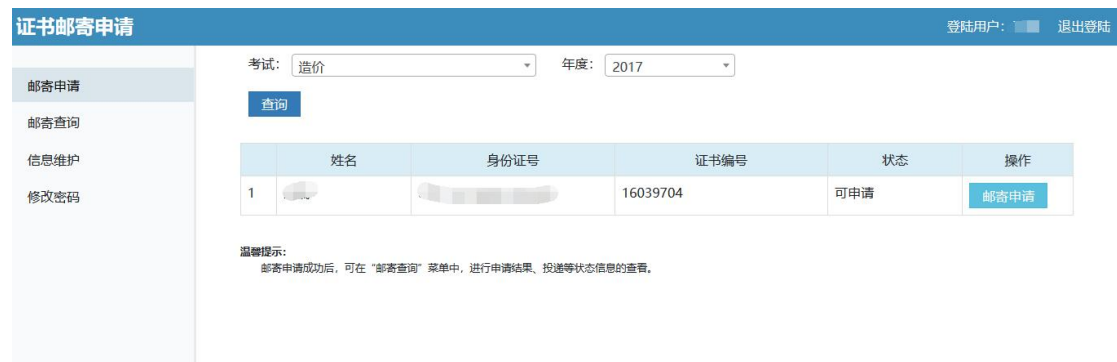 证书邮寄申请
登陆用户： 退出登陆
邮寄申请
邮寄查询
信息维护
修改密码
考试： 造价 年度： 2017
查询
姓名 身份证号 证书编号 状态 操作
1 16039704 可申请 邮寄申请
温馨提示：
邮寄申请成功后，可在“邮寄查询”菜单中，进行申请结果、投递等状态信息的查看。